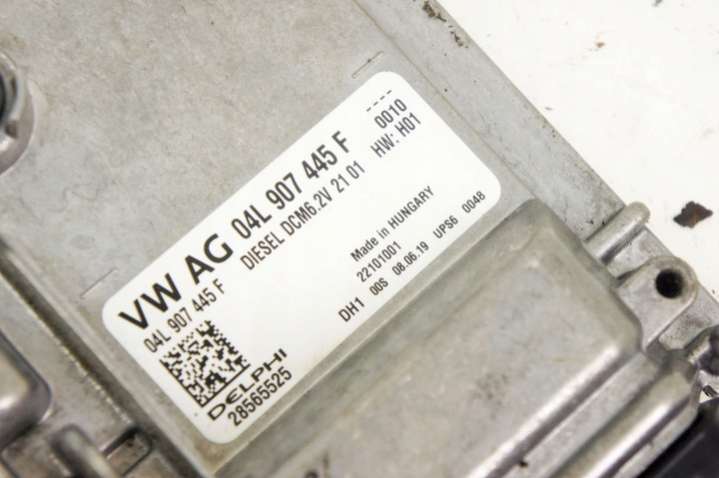 VW AG 04L 907 445 F ----
04L 907 445 F DIESEL DCM6.2V 21 01 0010
HW: H01
Made in HUNGARY
22101001
DH1 00S 08.06.19 UPS6 0048
DELPHI
28565525